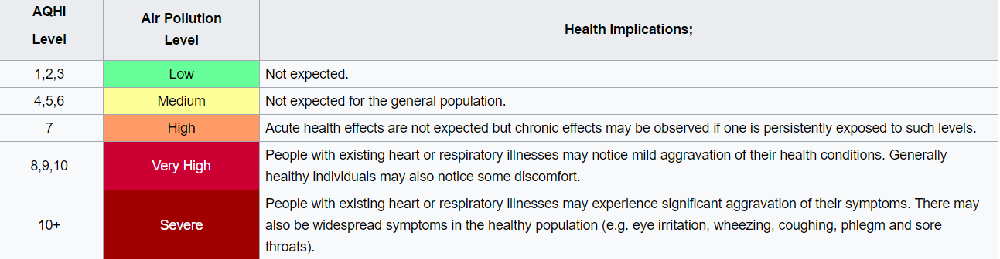 AQHI
Level
Air Pollution
Level
Health Implications;
1,2,3
Low
Not expected.
4,5,6
Medium
Not expected for the general population.
7
High
Acute health effects are not expected but chronic effects may be observed if one is persistently exposed to such levels.
8,9,10
Very High
People with existing heart or respiratory illnesses may notice mild aggravation of their health conditions. Generally
healthy individuals may also notice some discomfort.
10+
Severe
People with existing heart or respiratory illnesses may experience significant aggravation of their symptoms. There may
also be widespread symptoms in the healthy population (e.g. eye irritation, wheezing, coughing, phlegm and sore
throats).